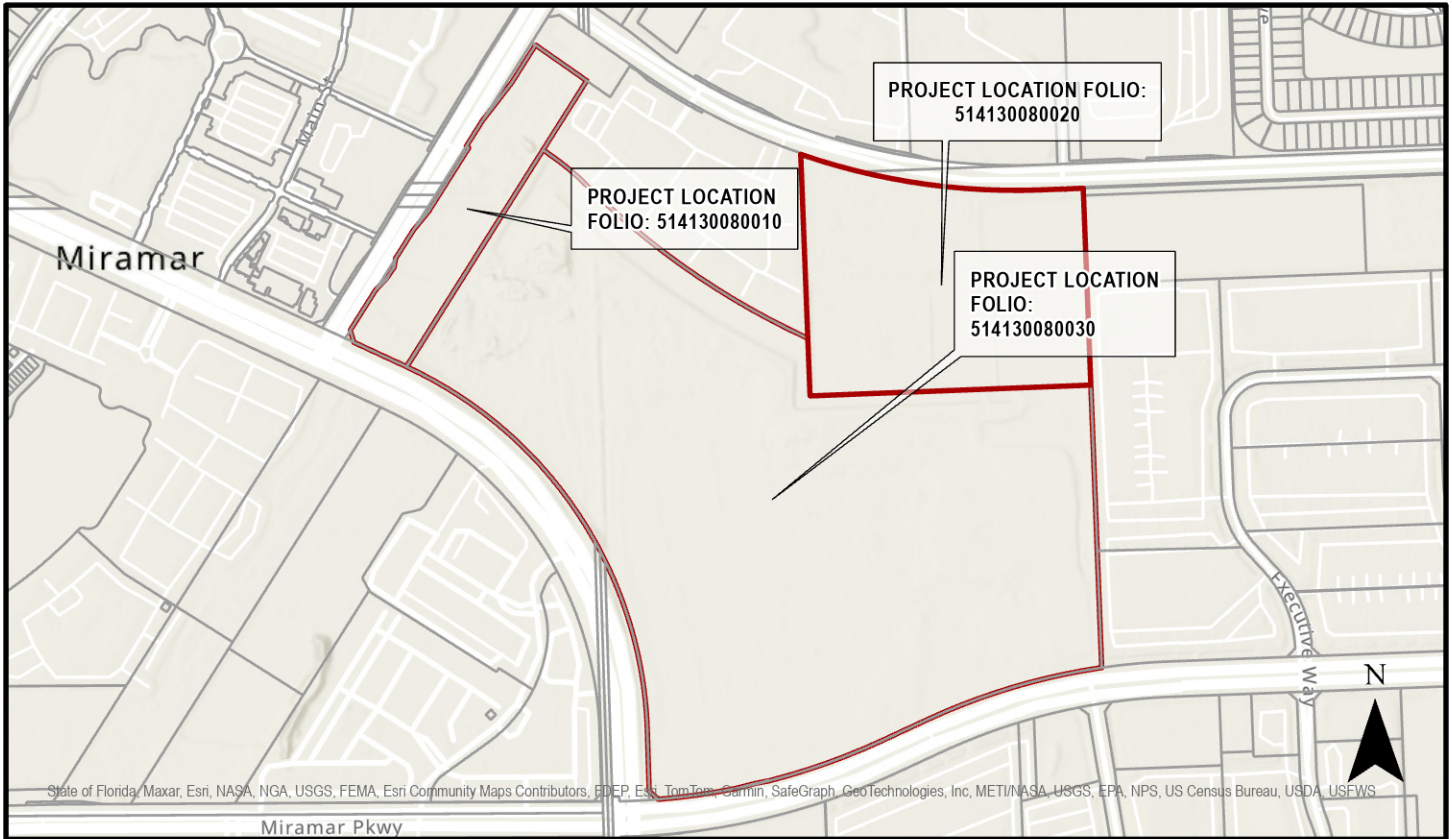 PROJECT LOCATION FOLIO:
514130080020
Main
PROJECT LOCATION
FOLIO: 514130080010
Miramar
PROJECT LOCATION
FOLIO:
514130080030
Executive Way
N
State of Florida, Maxar, Esri, NASA, NGA, USGS, FEMA, Esri Community Maps Contributors, FDEP, Esri, TomTom, Garmin, SafeGraph, GeoTechnologies, Inc, METI/NASA, USGS, EPA, NPS, US Census Bureau, USDA, USFWS
Miramar Pkwy